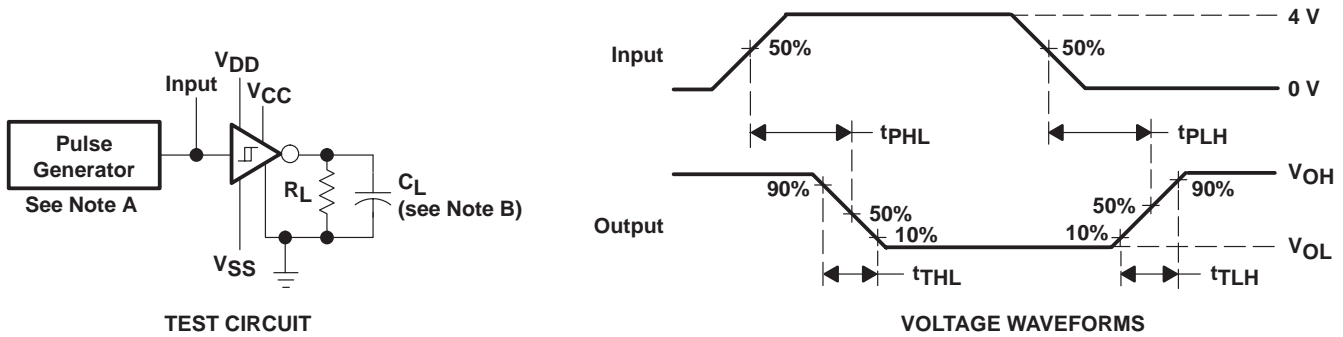 Input
VDD
VCC
Pulse
Generator
See Note A
RL
CL
(see Note B)
VSS
TEST CIRCUIT
Input
50%
50%
4 V
0 V
tPHL
tPLH
Output
90%
50%
10%
10%
50%
90%
VOH
VOL
tTHL
tTLH
VOLTAGE WAVEFORMS